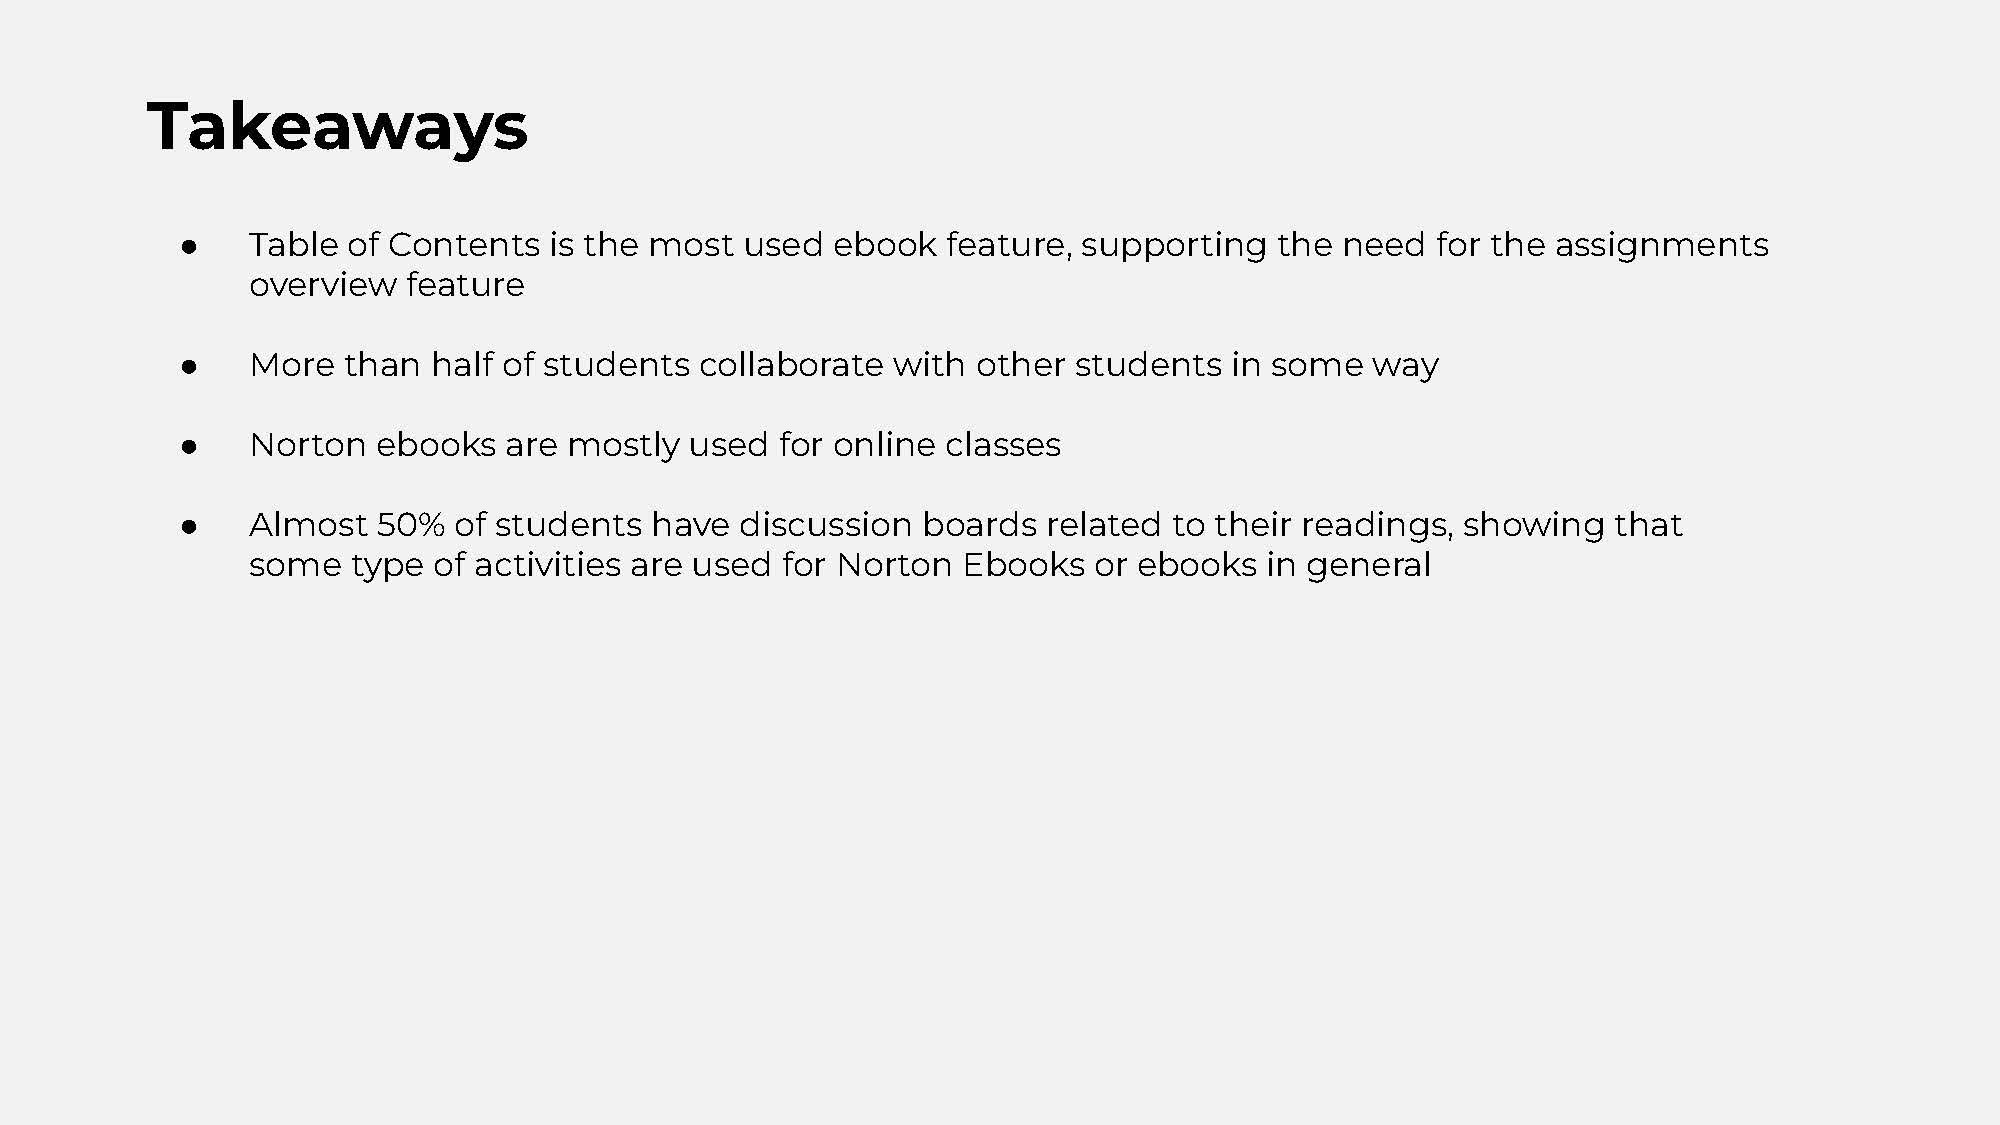 Takeaways
● Table of Contents is the most used ebook feature, supporting the need for the assignments
overview feature
● More than half of students collaborate with other students in some way
● Norton ebooks are mostly used for online classes
● Almost 50% of students have discussion boards related to their readings, showing that
some type of activities are used for Norton Ebooks or ebooks in general